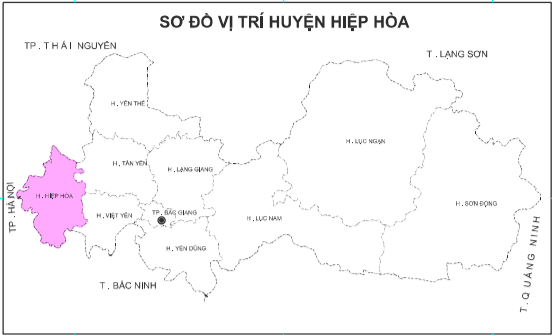 SƠ ĐỒ VỊ TRÍ HUYỆN HIỆP HÒA
TP . T H Á I NGUYÊN
T . LẠNG SƠN
H . YÊN THẾ
H . LỤC NGẠN
H . TÂN YÊN
H . LẠNG GIANG
TP . HÀ NỘI
H . HIỆP HÒA
H . SƠN ĐỘNG
H . VIỆT YÊN
TP . BẮC GIANG
H . LỤC NAM
H . YÊN DŨNG
T . QUẢNG NINH
T . BẮC NINH